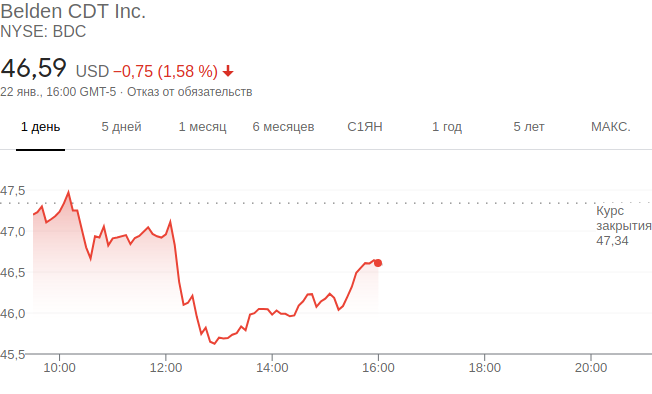 Belden CDT Inc.
NYSE: BDC
46,59 USD −0,75 (1,58 %)
22 янв., 16:00 GMT-5 · Отказ от обязательств
1 день 5 дней 1 месяц 6 месяцев С1ЯН 1 год 5 лет МАКС.
47,5
Курс
закрытия
47,34
47,0
46,5
46,0
45,5
10:00 12:00 14:00 16:00 18:00 20:00